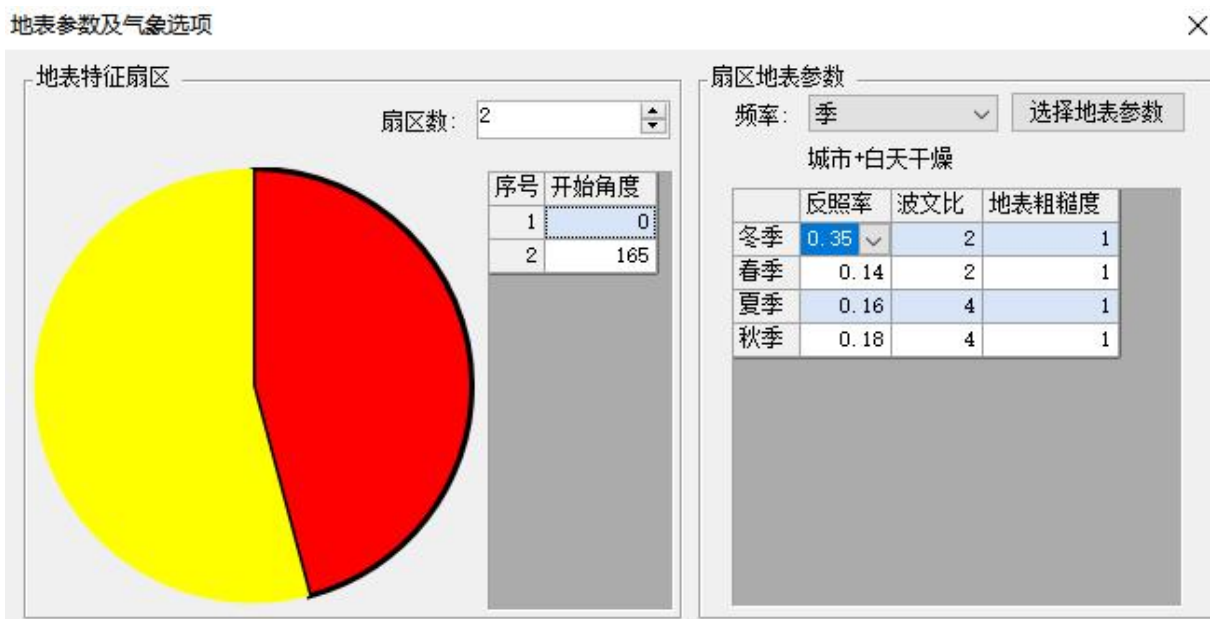 地表参数及气象选项
地表特征扇区
扇区数: 2
序号 开始角度
1 0
2 165
扇区地表参数
频率: 季 选择地表参数
城市+白天干燥
反照率 波文比 地表粗糙度
冬季 0.35 2 1
春季 0.14 2 1
夏季 0.16 4 1
秋季 0.18 4 1